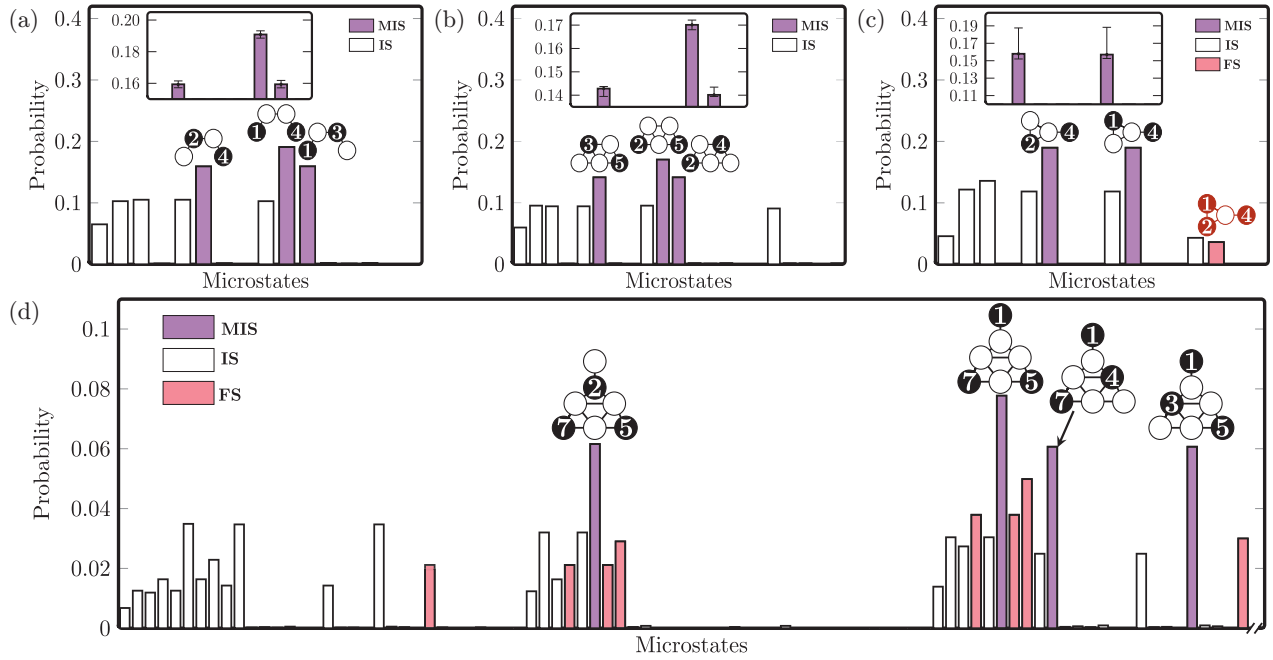 (a)
0.4
0.3
0.2
0.1
0
Probability
Microstates
0.20
0.18
0.16
MIS
IS
2
4
1
4
1
3
(b)
0.4
0.3
0.2
0.1
0
Probability
Microstates
0.17
0.15
0.14
MIS
IS
3
5
2
5
4
2
(c)
0.4
0.3
0.2
0.1
0
Probability
Microstates
0.19
0.17
0.15
0.13
0.11
MIS
IS
FS
2
4
1
4
1
2
4
(d)
0.1
0.08
0.06
0.04
0.02
0
Probability
Microstates
MIS
IS
FS
2
7
5
1
7
5
1
4
7
1
3
5